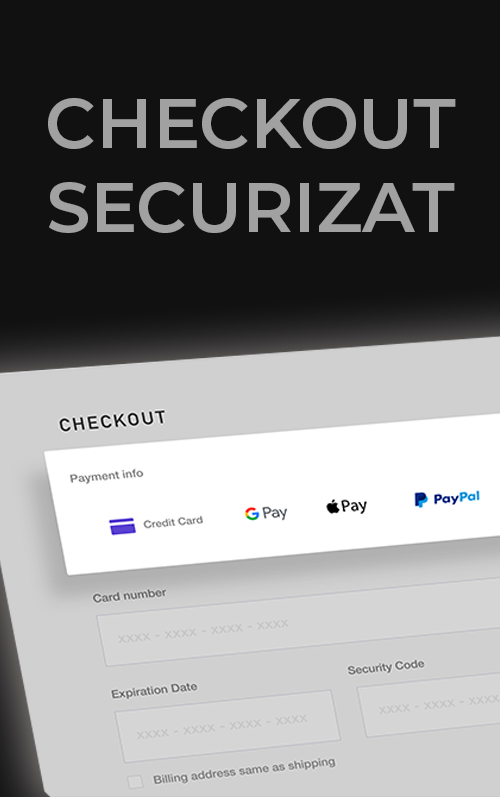 CHECKOUT
SECURIZAT
CHECKOUT
Payment info
Credit Card
G Pay
Pay
PayPal
Card number
xxxx - xxxx - xxxx - xxxx
Security Code
Expiration Date
xxxx - xxxx - xxxx
xxxx - xxxx - xxxx - xxxx
Billing address same as shipping